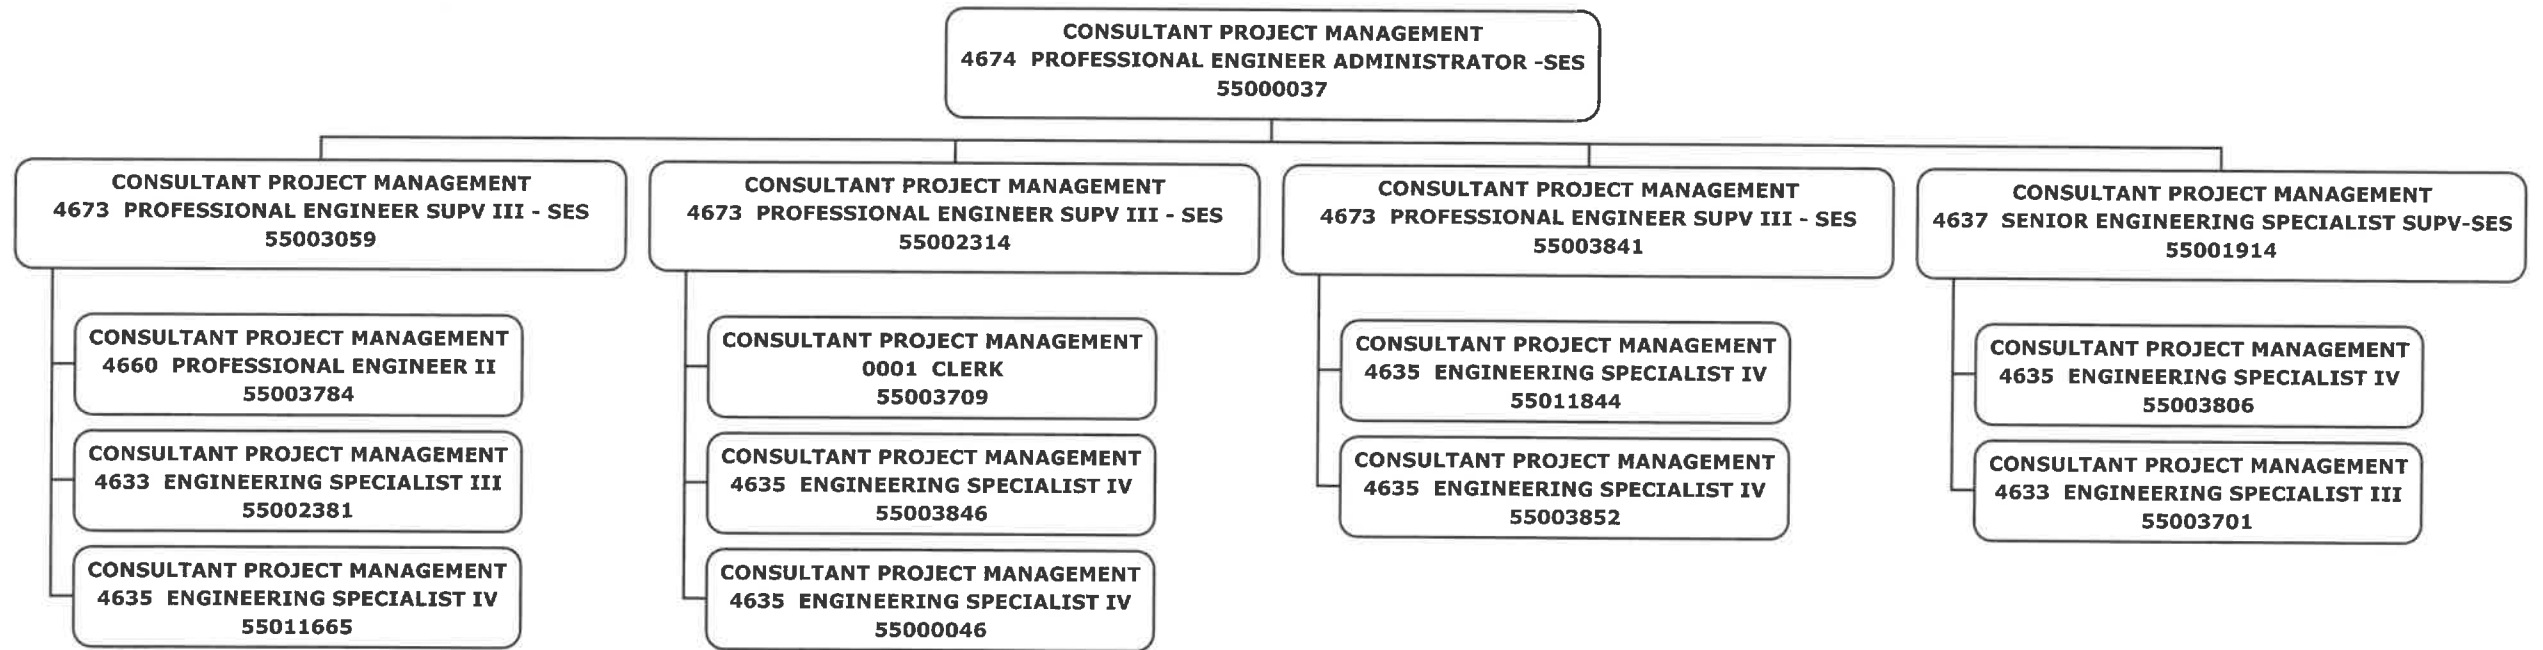 CONSULTANT PROJECT MANAGEMENT
4674 PROFESSIONAL ENGINEER ADMINISTRATOR -SES
55000037
CONSULTANT PROJECT MANAGEMENT
4673 PROFESSIONAL ENGINEER SUPV III - SES
55003059
CONSULTANT PROJECT MANAGEMENT
4660 PROFESSIONAL ENGINEER II
55003784
CONSULTANT PROJECT MANAGEMENT
4633 ENGINEERING SPECIALIST III
55002381
CONSULTANT PROJECT MANAGEMENT
4635 ENGINEERING SPECIALIST IV
55011665
CONSULTANT PROJECT MANAGEMENT
4673 PROFESSIONAL ENGINEER SUPV III - SES
55002314
CONSULTANT PROJECT MANAGEMENT
0001 CLERK
55003709
CONSULTANT PROJECT MANAGEMENT
4635 ENGINEERING SPECIALIST IV
55003846
CONSULTANT PROJECT MANAGEMENT
4635 ENGINEERING SPECIALIST IV
55000046
CONSULTANT PROJECT MANAGEMENT
4673 PROFESSIONAL ENGINEER SUPV III - SES
55003841
CONSULTANT PROJECT MANAGEMENT
4635 ENGINEERING SPECIALIST IV
55011844
CONSULTANT PROJECT MANAGEMENT
4635 ENGINEERING SPECIALIST IV
55003852
CONSULTANT PROJECT MANAGEMENT
4637 SENIOR ENGINEERING SPECIALIST SUPV-SES
55001914
CONSULTANT PROJECT MANAGEMENT
4635 ENGINEERING SPECIALIST IV
55003806
CONSULTANT PROJECT MANAGEMENT
4633 ENGINEERING SPECIALIST III
55003701